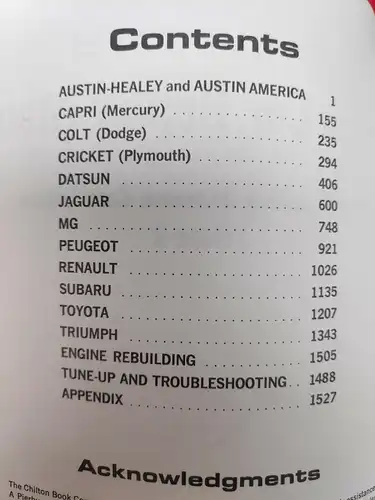 Contents
AUSTIN-HEALEY and AUSTIN AMERICA 1
CAPRI (Mercury) . . . . . . . . . . . . . . . . 155
COLT (Dodge) . . . . . . . . . . . . . . . . . . 235
CRICKET (Plymouth) . . . . . . . . . . . . . 294
DATSUN . . . . . . . . . . . . . . . . . . . . . . 406
JAGUAR . . . . . . . . . . . . . . . . . . . . . . 600
MG . . . . . . . . . . . . . . . . . . . . . . . . . 748
PEUGEOT . . . . . . . . . . . . . . . . . . . . . 921
RENAULT . . . . . . . . . . . . . . . . . . . . . 1026
SUBARU . . . . . . . . . . . . . . . . . . . . . . 1135
TOYOTA . . . . . . . . . . . . . . . . . . . . . . 1207
TRIUMPH . . . . . . . . . . . . . . . . . . . . . 1343
ENGINE REBUILDING . . . . . . . . . . . . 1505
TUNE-UP AND TROUBLESHOOTING . . 1488
APPENDIX . . . . . . . . . . . . . . . . . . . . . 1527
Acknowledgments
The Chilton Book
assistance